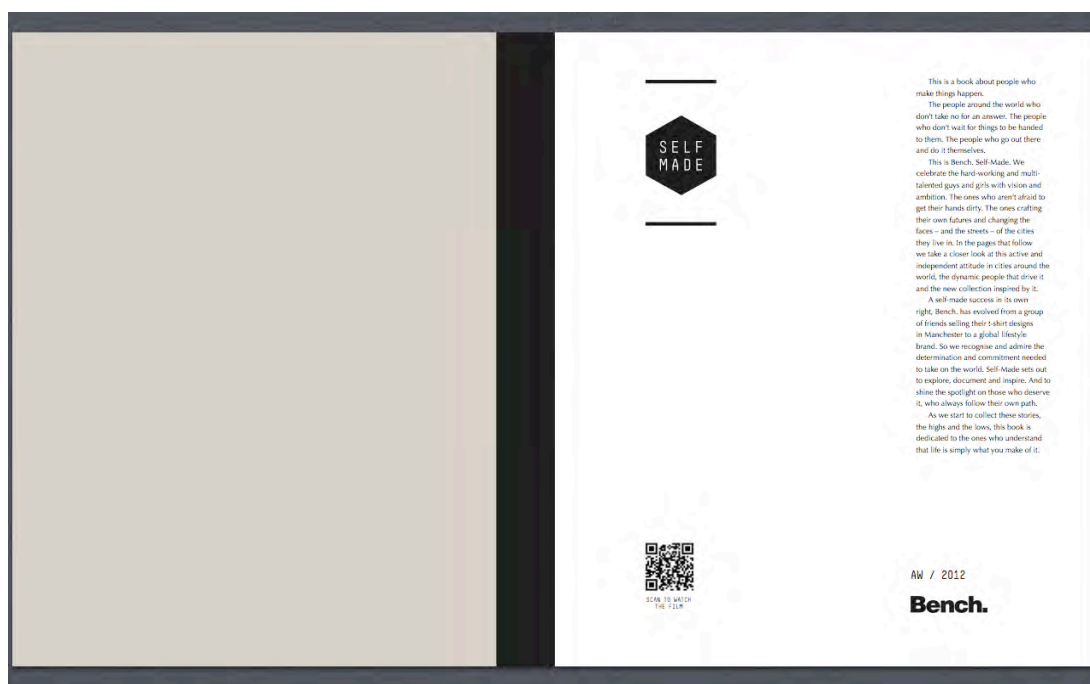 SELF
MADE
This is a book about people who
make things happen.
The people around the world who
don't take no for an answer. The people
who don't wait for things to be handed
to them. The people who go out there
and do it themselves.
This is Bench. Self-Made. We
celebrate the hard-working and multi-
talented guys and girls with vision and
ambition. The ones who aren't afraid to
get their hands dirty. The ones crafting
their own futures and changing the
faces – and the streets – of the cities
they live in. In the pages that follow
we take a closer look at this active and
independent attitude in cities around the
world, the dynamic people that drive it
and the new collection inspired by it.
A self-made success in its own
right, Bench. has evolved from a group
of friends selling their t-shirt designs
in Manchester to a global lifestyle
brand. So we recognise and admire the
determination and commitment needed
to take on the world. Self-Made sets out
to explore, document and inspire. And to
shine the spotlight on those who deserve
it, who always follow their own path.
As we start to collect these stories,
the highs and the lows, this book is
dedicated to the ones who understand
that life is simply what you make of it.
SCAN TO WATCH
THE FILM
AW / 2012
Bench.